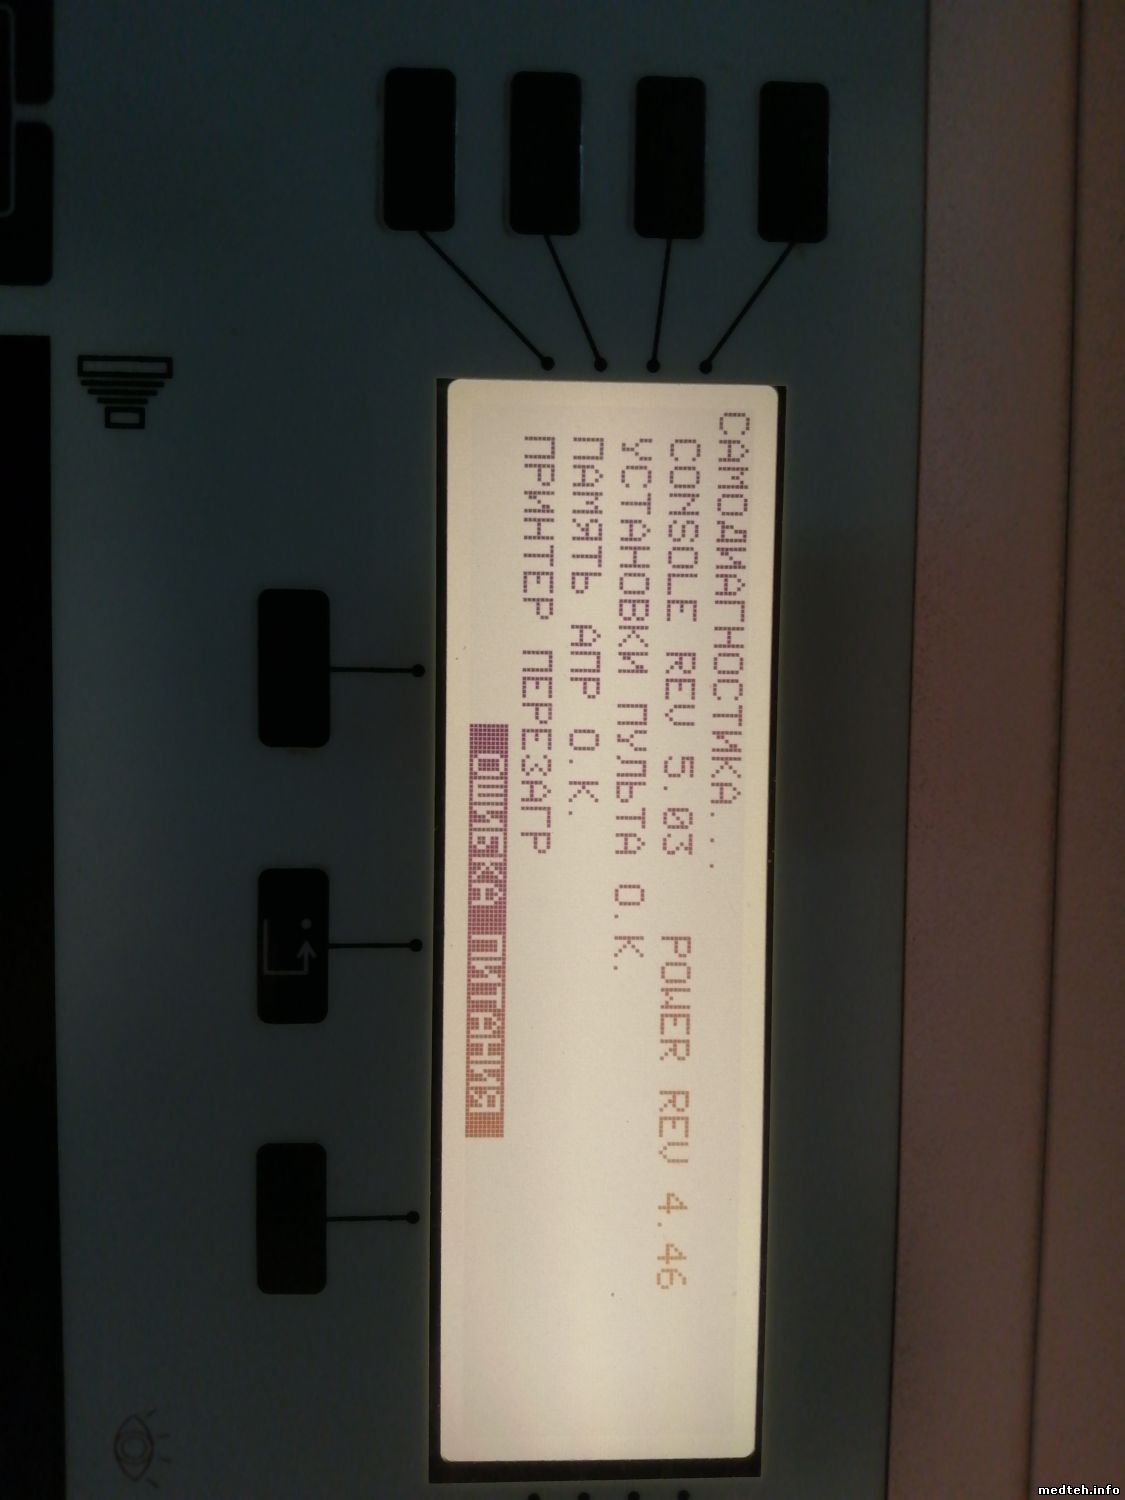 САМОДИАГНОСТИКА...
CONSOLE REV 5.03 POWER REV 4.46
УСТАНОВКИ ПУЛЬТА О.К.
ПАМЯТЬ АПР О.К.
ПРИНТЕР ПЕРЕЗАГР
ОШИБКА ПИТАНИЯ
medteh.info